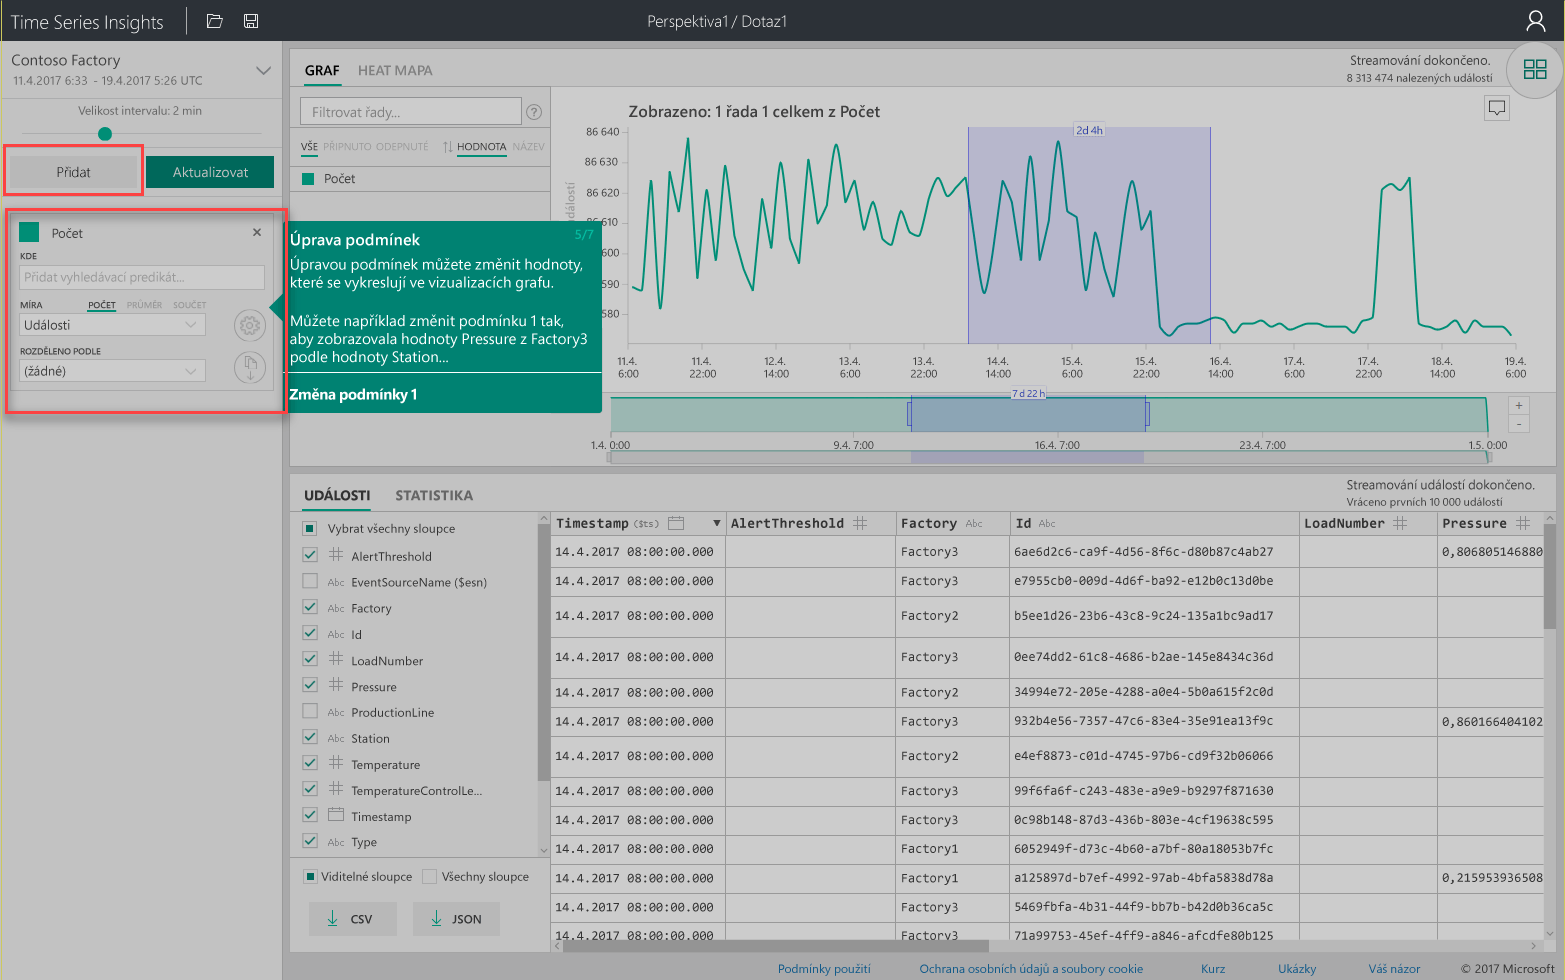 Time Series Insights
Perspektiva1 / Dotaz1
Contoso Factory
11.4.2017 6:33 - 19.4.2017 5:26 UTC
Velikost intervalu: 2 min
Přidat
Aktualizovat
Počet
KDE
Přidat vyhledávací predikát...
MÍRA
POČET
PRŮMĚR
SOUČET
Události
ROZDĚLENO PODLE
(žádné)
Úprava podmínek
5/7
Úpravou podmínek můžete změnit hodnoty,
které se vykreslují ve vizualizacích grafu.
Můžete například změnit podmínku 1 tak,
aby zobrazovala hodnoty Pressure z Factory3
podle hodnoty Station...
Změna podmínky 1
GRAF
HEAT MAPA
Streamování dokončeno.
8 313 474 nalezených událostí
Filtrovat řady...
?
VŠE
PŘIPNUTO
ODEPNUTÉ
HODNOTA
NÁZEV
Počet
Zobrazeno: 1 řada 1 celkem z Počet
86 640
86 630
86 620
86 610
600
590
580
2d 4h
11.4.
6:00
11.4.
22:00
12.4.
14:00
13.4.
6:00
13.4.
22:00
14.4.
14:00
15.4.
6:00
15.4.
22:00
16.4.
14:00
17.4.
6:00
17.4.
22:00
18.4.
14:00
19.4.
6:00
7 d 22 h
+
-
1.4. 0:00
9.4. 7:00
16.4. 7:00
23.4. 7:00
1.5. 0:00
UDÁLOSTI
STATISTIKA
Streamování událostí dokončeno.
Vráceno prvních 10 000 událostí
Vybrat všechny sloupce
AlertThreshold
Abc EventSourceName ($esn)
Abc Factory
Abc Id
LoadNumber
Pressure
Abc ProductionLine
Abc Station
Temperature
TemperatureControlLe...
Timestamp
Abc Type
Viditelné sloupce
Všechny sloupce
CSV
JSON
Timestamp ($ts) AlertThreshold Factory Abc Id Abc LoadNumber Pressure
14.4.2017 08:00:00.000 Factory3 6ae6d2c6-ca9f-4d56-8f6c-d80b87c4ab27 0,806805146880
14.4.2017 08:00:00.000 Factory3 e7955cb0-009d-4d6f-ba92-e12b0c13d0be
14.4.2017 08:00:00.000 Factory2 b5ee1d26-23b6-43c8-9c24-135a1bc9ad17
14.4.2017 08:00:00.000 Factory3 0ee74dd2-61c8-4686-b2ae-145e8434c36d
14.4.2017 08:00:00.000 Factory2 34994e72-205e-4288-a0e4-5b0a615f2c0d
14.4.2017 08:00:00.000 Factory3 932b4e56-7357-47c6-83e4-35e91ea13f9c 0,860166404102
14.4.2017 08:00:00.000 Factory2 e4ef8873-c01d-4745-97b6-cd9f32b06066
14.4.2017 08:00:00.000 Factory3 99f6fa6f-c243-483e-a9e9-b9297f871630
14.4.2017 08:00:00.000 Factory3 0c98b148-87d3-436b-803e-4cf19638c595
14.4.2017 08:00:00.000 Factory1 6052949f-d73c-4b60-a7bf-80a18053b7fc
14.4.2017 08:00:00.000 Factory1 a125897d-b7ef-4992-97ab-4bfa5838d78a 0,215953936508
14.4.2017 08:00:00.000 Factory3 5469fbfa-4b31-44f9-bb7b-b42d0b36ca5c
14.4.2017 08:00:00.000 Factory3 71a99753-45ef-4ff9-a846-afcdfe80b125
Podmínky použití
Ochrana osobních údajů a soubory cookie
Kurz
Ukázky
Váš názor
© 2017 Microsoft